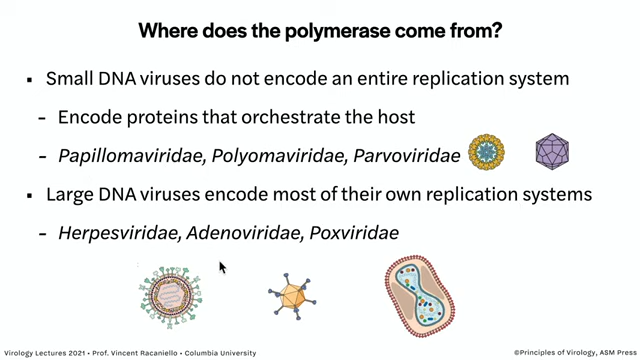 Where does the polymerase come from?
▪ Small DNA viruses do not encode an entire replication system
- Encode proteins that orchestrate the host
- Papillomaviridae, Polyomaviridae, Parvoviridae
▪ Large DNA viruses encode most of their own replication systems
- Herpesviridae, Adenoviridae, Poxviridae
Virology Lectures 2021 • Prof. Vincent Racaniello • Columbia University
©Principles of Virology, ASM Press